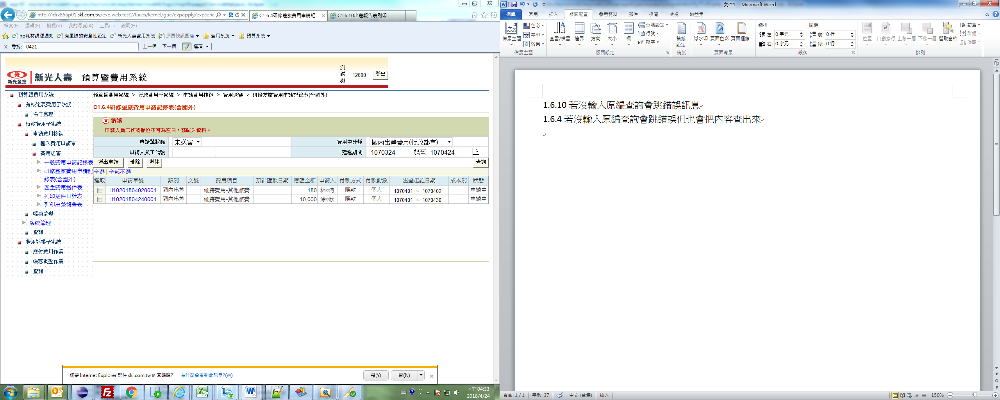 http://idrx86ap01.skl.com.tw/exp.web.test2/faces/kernel/gae/expapply/expsenc
C1.6.4研修差旅費用申請記...
C1.6.10出差報告表列印
檔案(F) 編輯(E) 檢視(V) 我的最愛(A) 工具(T) 說明(H)
hp耗材調漲通知 有風險的安全性設定 新光人壽費用系統 網頁快訊圖庫 費用系統 預算系統
尋找: 0421 上一個 下一個 選項
測試機 12690 登出
新光金控 新光人壽 預算暨費用系統
預算暨費用系統
有核定表費用子系統
名冊處理
行政費用子系統
申請費用核銷
輸入費用申請單
費用送審
一般費用申請記錄表
研修差旅費用申請記錄表(含國外)
產生費用送件表
列印送件日計表
列印出差報告表
帳務處理
系統管理
查詢
費用總帳子系統
應付費用作業
帳務調整作業
查詢
預算暨費用系統 > 行政費用子系統 > 申請費用核銷 > 費用送審 > 研修差旅費用申請記錄表(含國外)
C1.6.4研修差旅費用申請記錄表(含國外)
錯誤
申請人員工代號欄位不可為空白，請輸入資料。
申請單狀態 未送審 費用中分類 國內出差費用(行政部室)
申請人員工代號 建檔期間 1070324 起至 1070424 止
送出申請 刪除 退件 查詢
全選 | 全部不選
選取 申請單號 類別 文號 費用項目 預計匯款日期 應匯金額 申請人 付款方式 付款對象 出差起訖日期 成本別 狀態
H10201804020001 國內出差 維持費用-其他旅費 180 林○河 匯款 個人 1070401 ~ 1070402 申請中
H10201804240001 國內出差 維持費用-其他旅費 10,000 涂○欣 匯款 個人 1070401 ~ 1070430 申請中
您要 Internet Explorer 記住 skl.com.tw 的密碼嗎? 為什麼會看到此訊息?(W) 是(Y) 否(N)
下午 04:33
2018/4/24
文件1 - Microsoft Word
檔案 常用 插入 版面配置 參考資料 郵件 校閱 檢視 增益集
佈景主題 色彩 字型 效果
直書/橫書 邊界 方向 大小 欄 分隔設定 行號 斷字
稿紙設定
浮水印 頁面色彩 頁面框線...
縮排 間距
左: 0 字元 前: 0 行
右: 0 字元 後: 0 行
位置 自動換行 上移一層 下移一層 選取窗格 對齊 群組 旋轉
佈景主題 版面設定 稿紙 頁面背景 段落 排列
1.6.10 若沒輸入原編查詢會跳錯誤訊息
1.6.4 若沒輸入原編查詢會跳錯誤但也會把內容查出來
頁面: 1 / 1 字數: 37 中文 (台灣) 插入 150%